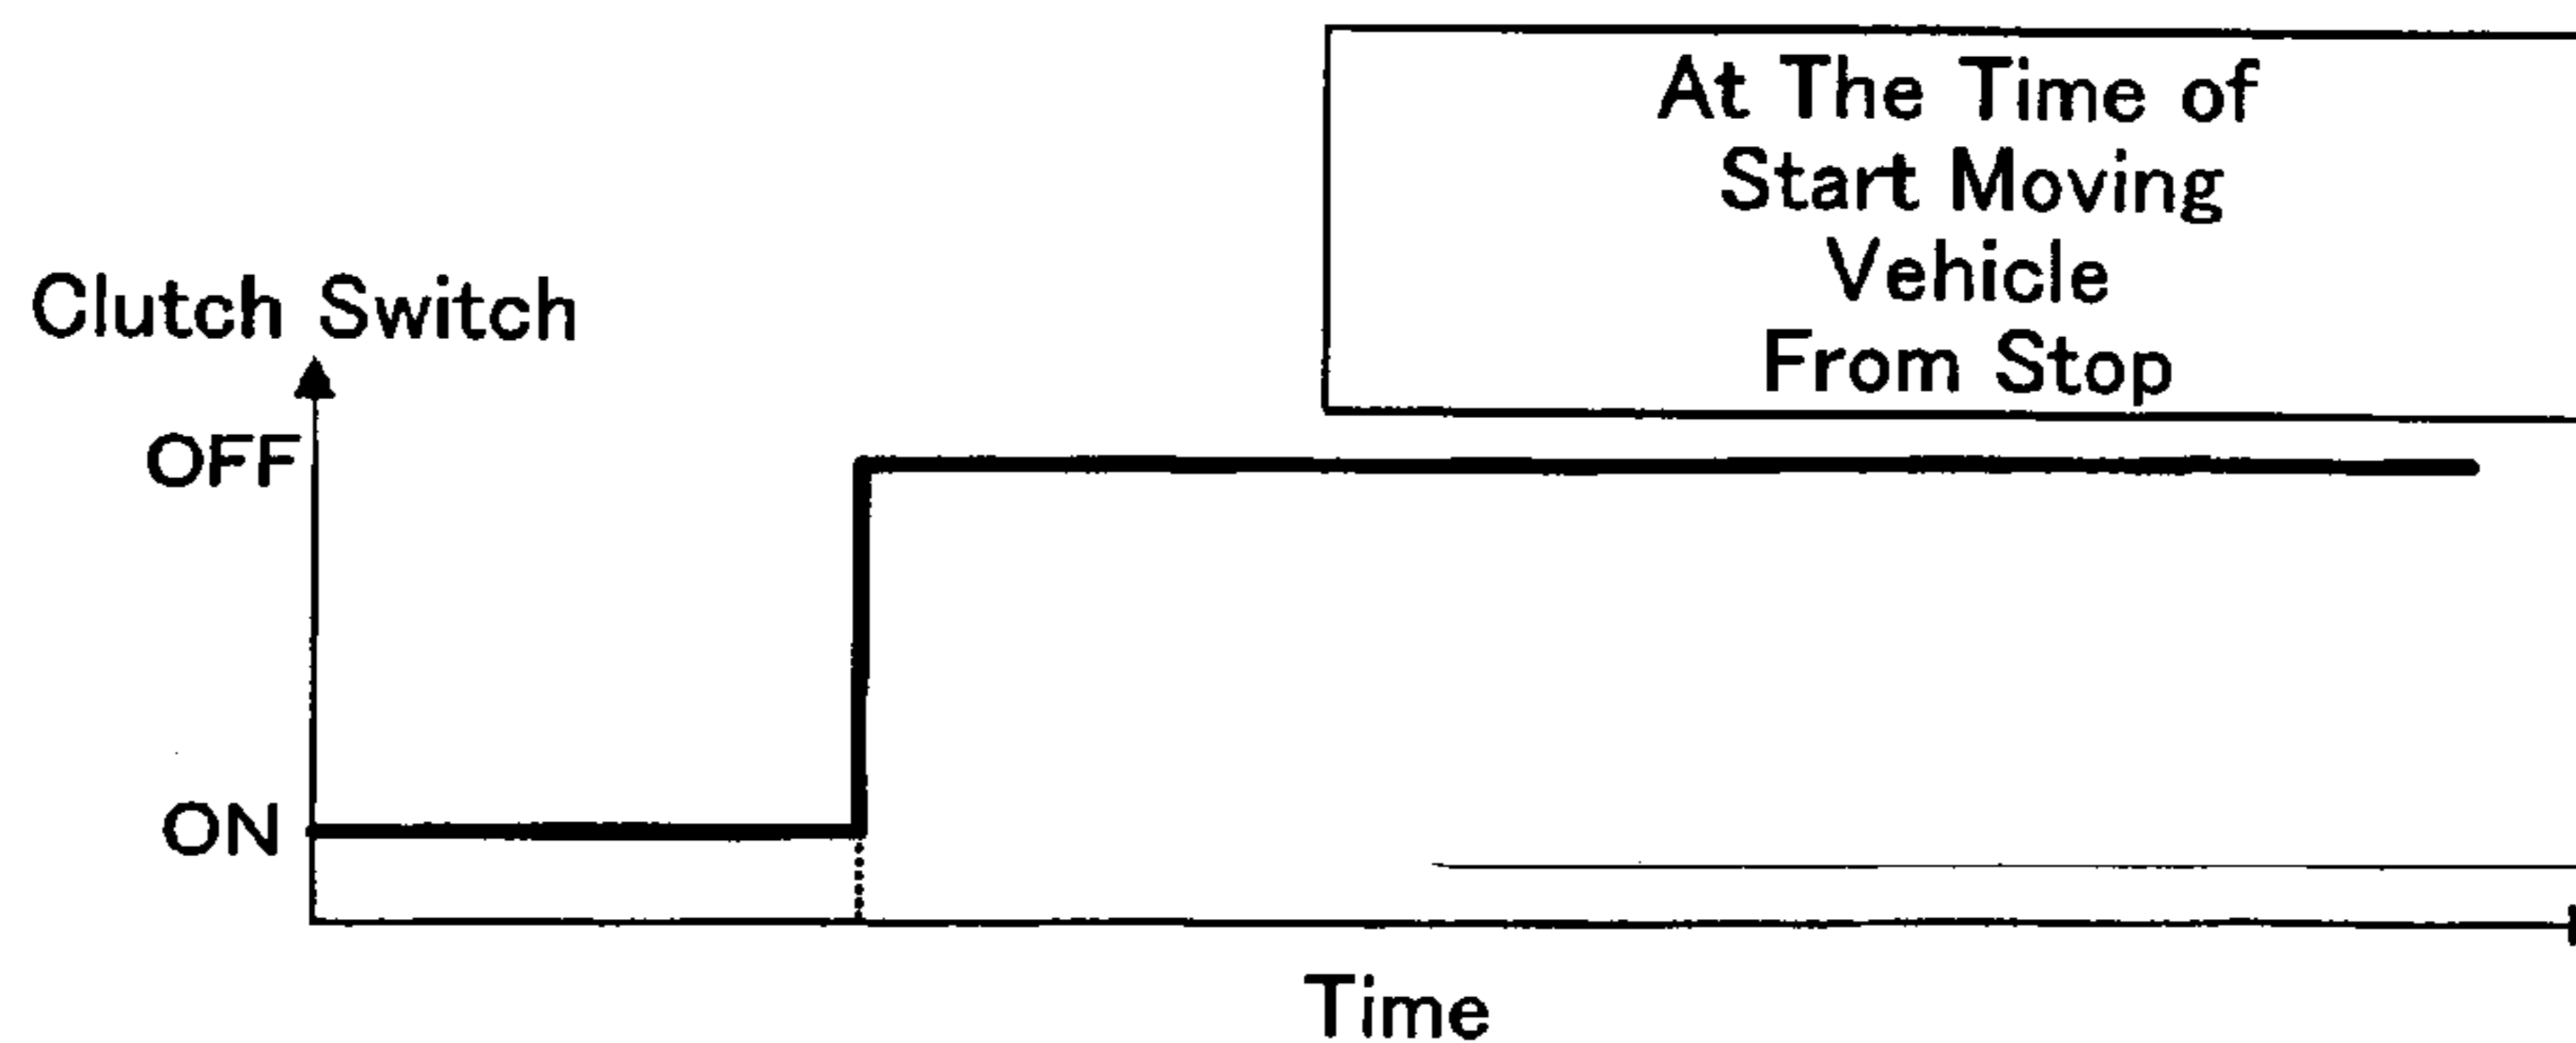 At The Time of
Start Moving
Vehicle
From Stop
Clutch Switch
OFF
ON
Time